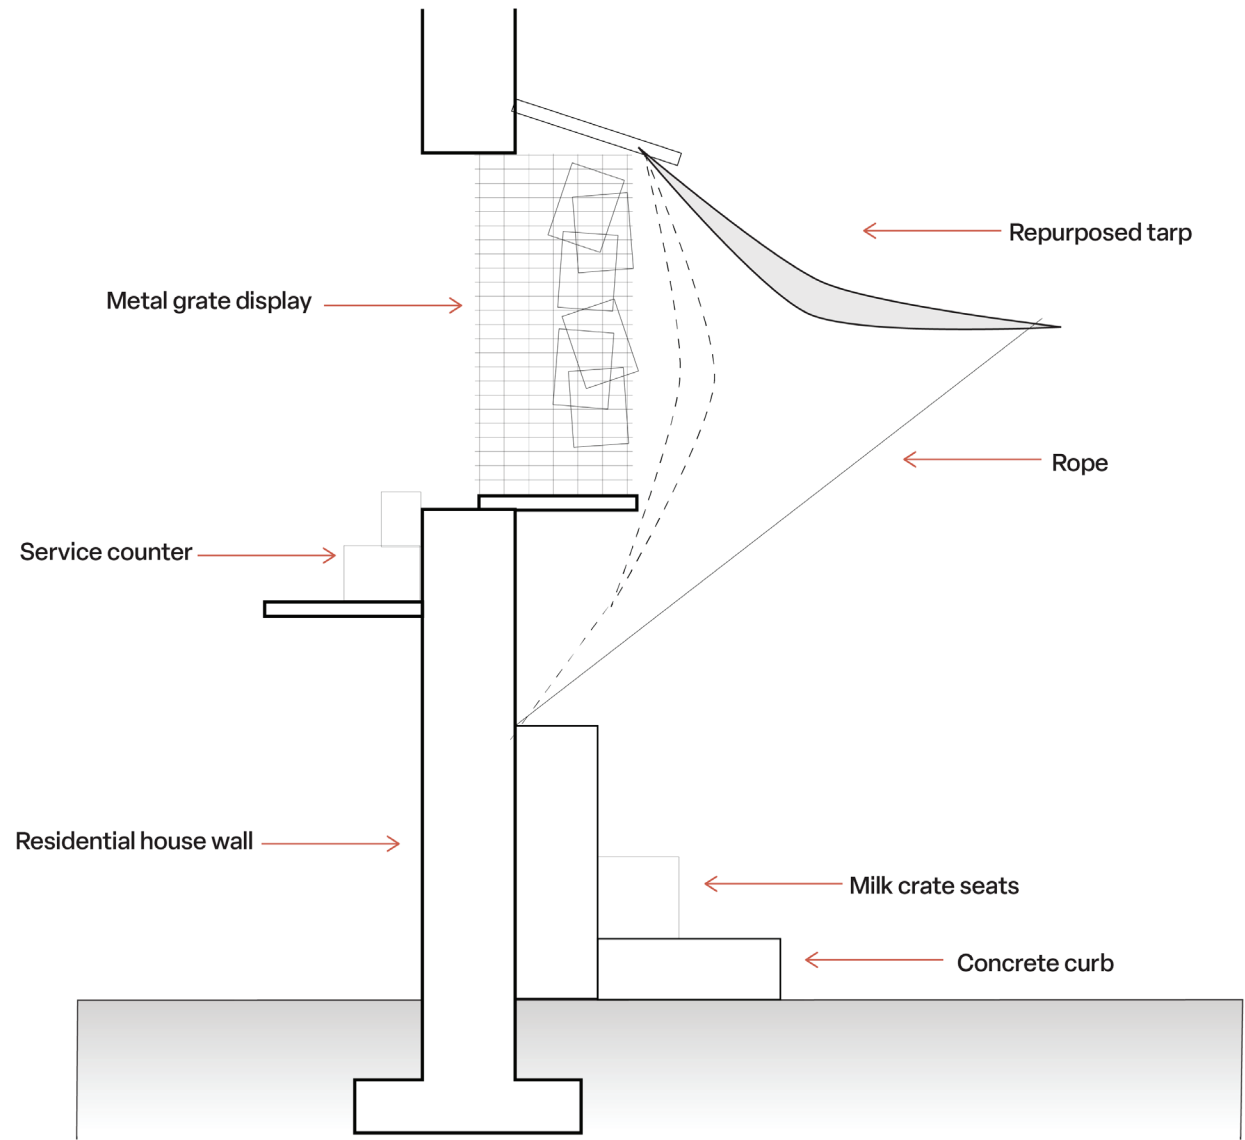 Repurposed tarp
Metal grate display
Rope
Service counter
Residential house wall
Milk crate seats
Concrete curb